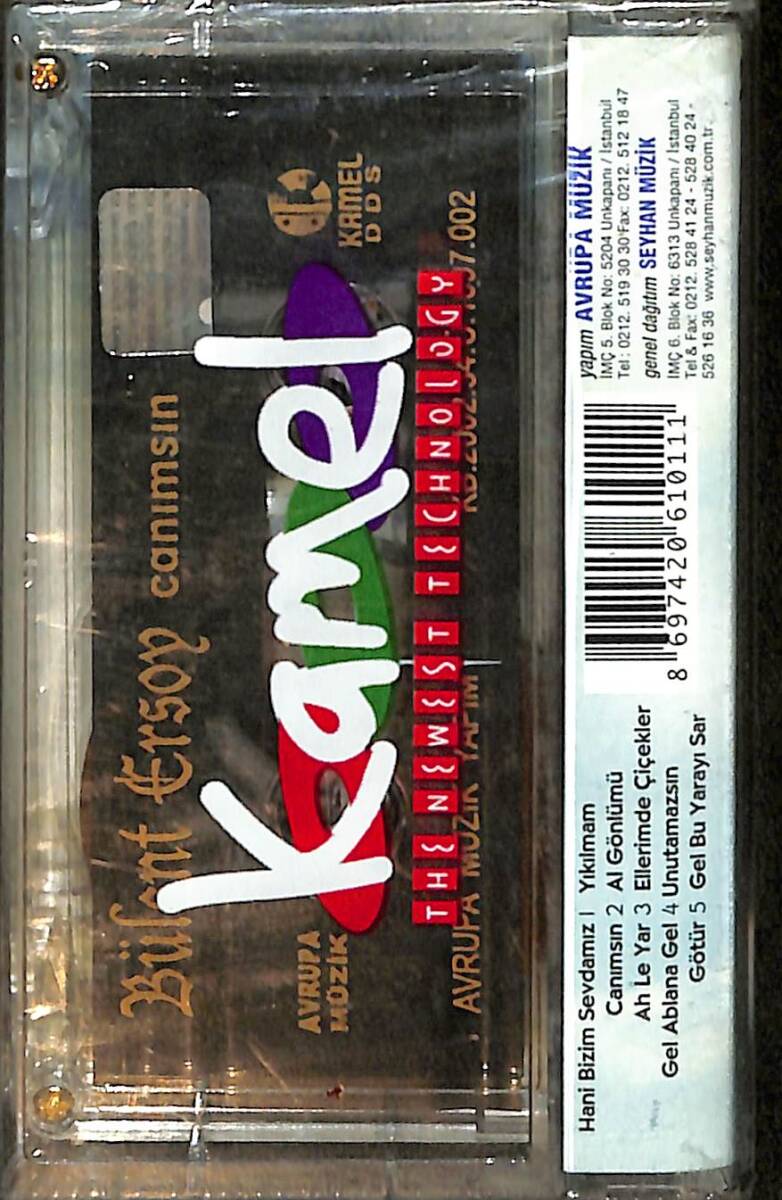 Bülent Ersoy canımsın
AVRUPA
MÜZİK
KAMEL
DDS
Kamel
THE NEWEST TECHNOLOGY
AVRUPA MÜZİK YAPIM
Hani Bizim Sevdamız 1 Yıkılmam
Canımsın 2 Al Gönlümü
Ah Le Yar 3 Ellerimde Çiçekler
Gel Ablana Gel 4 Unutamazsın
Götür 5 Gel Bu Yarayı Sar
8 697420 610111
yapım AVRUPA MÜZİK
İMÇ 5. Blok No: 5204 Unkapanı / İstanbul
Tel: 0212. 519 30 30 Fax: 0212. 512 18 47
genel dağıtım SEYHAN MÜZİK
İMÇ 6. Blok No: 6313 Unkapanı / İstanbul
Tel & Fax: 0212. 528 41 24 - 528 40 24 -
526 16 36 www.seyhanmuzik.com.tr